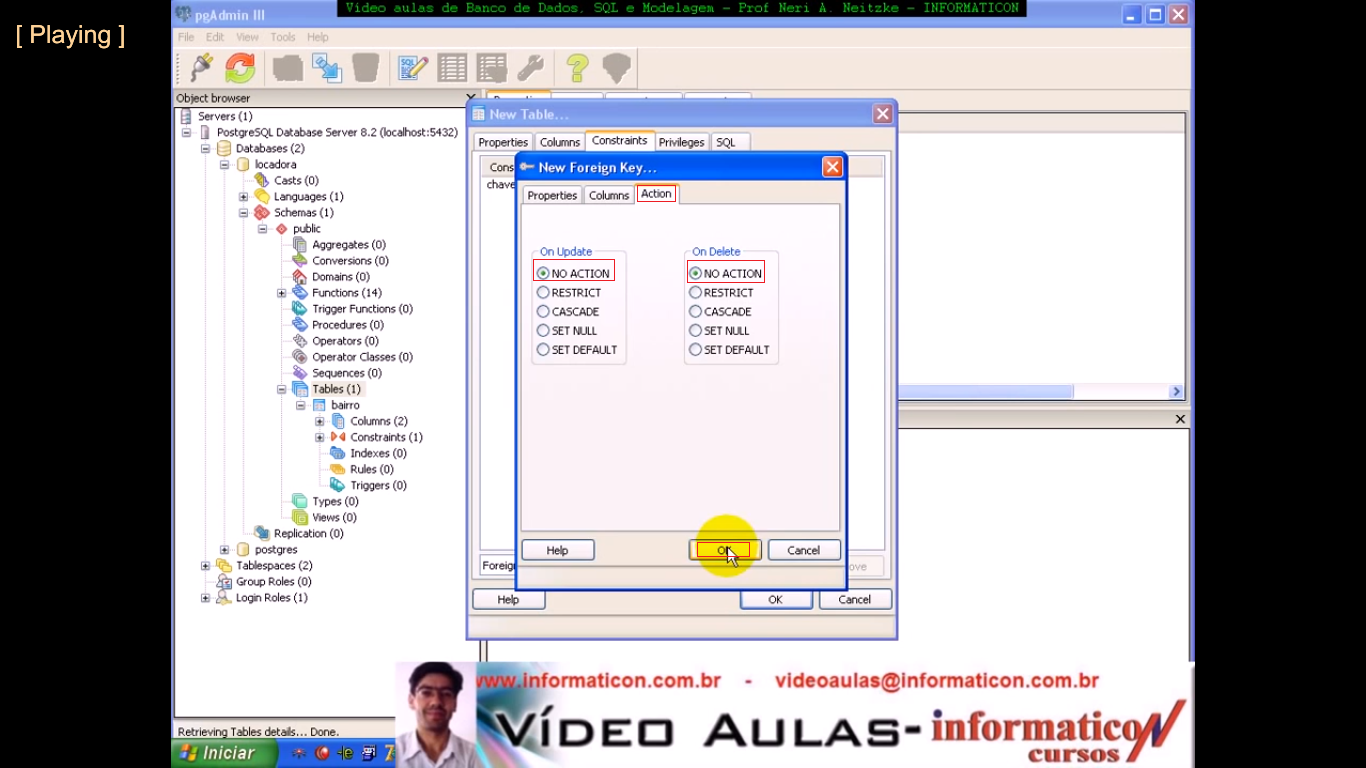 [ Playing ]
Vídeo aulas de Banco de Dados, SQL e Modelagem - Prof Neri A. Neitzke - INFORMATICON
pgAdmin III
File Edit View Tools Help
Object browser
Servers (1)
PostgreSQL Database Server 8.2 (localhost:5432)
Databases (2)
locadora
Casts (0)
Languages (1)
Schemas (1)
public
Aggregates (0)
Conversions (0)
Domains (0)
Functions (14)
Trigger Functions (0)
Procedures (0)
Operators (0)
Operator Classes (0)
Sequences (0)
Tables (1)
bairro
Columns (2)
Constraints (1)
Indexes (0)
Rules (0)
Triggers (0)
Types (0)
Views (0)
Replication (0)
postgres
Tablespaces (2)
Group Roles (0)
Login Roles (1)
New Table...
Properties Columns Constraints Privileges SQL
Cons
chave
New Foreign Key...
Properties Columns Action
On Update On Delete
NO ACTION NO ACTION
RESTRICT RESTRICT
CASCADE CASCADE
SET NULL SET NULL
SET DEFAULT SET DEFAULT
Help OK Cancel
Foreig ove
Help OK Cancel
Retrieving Tables details... Done.
Iniciar
www.informaticon.com.br - videoaulas@informaticon.com.br
VÍDEO AULAS- informaticoN
cursos